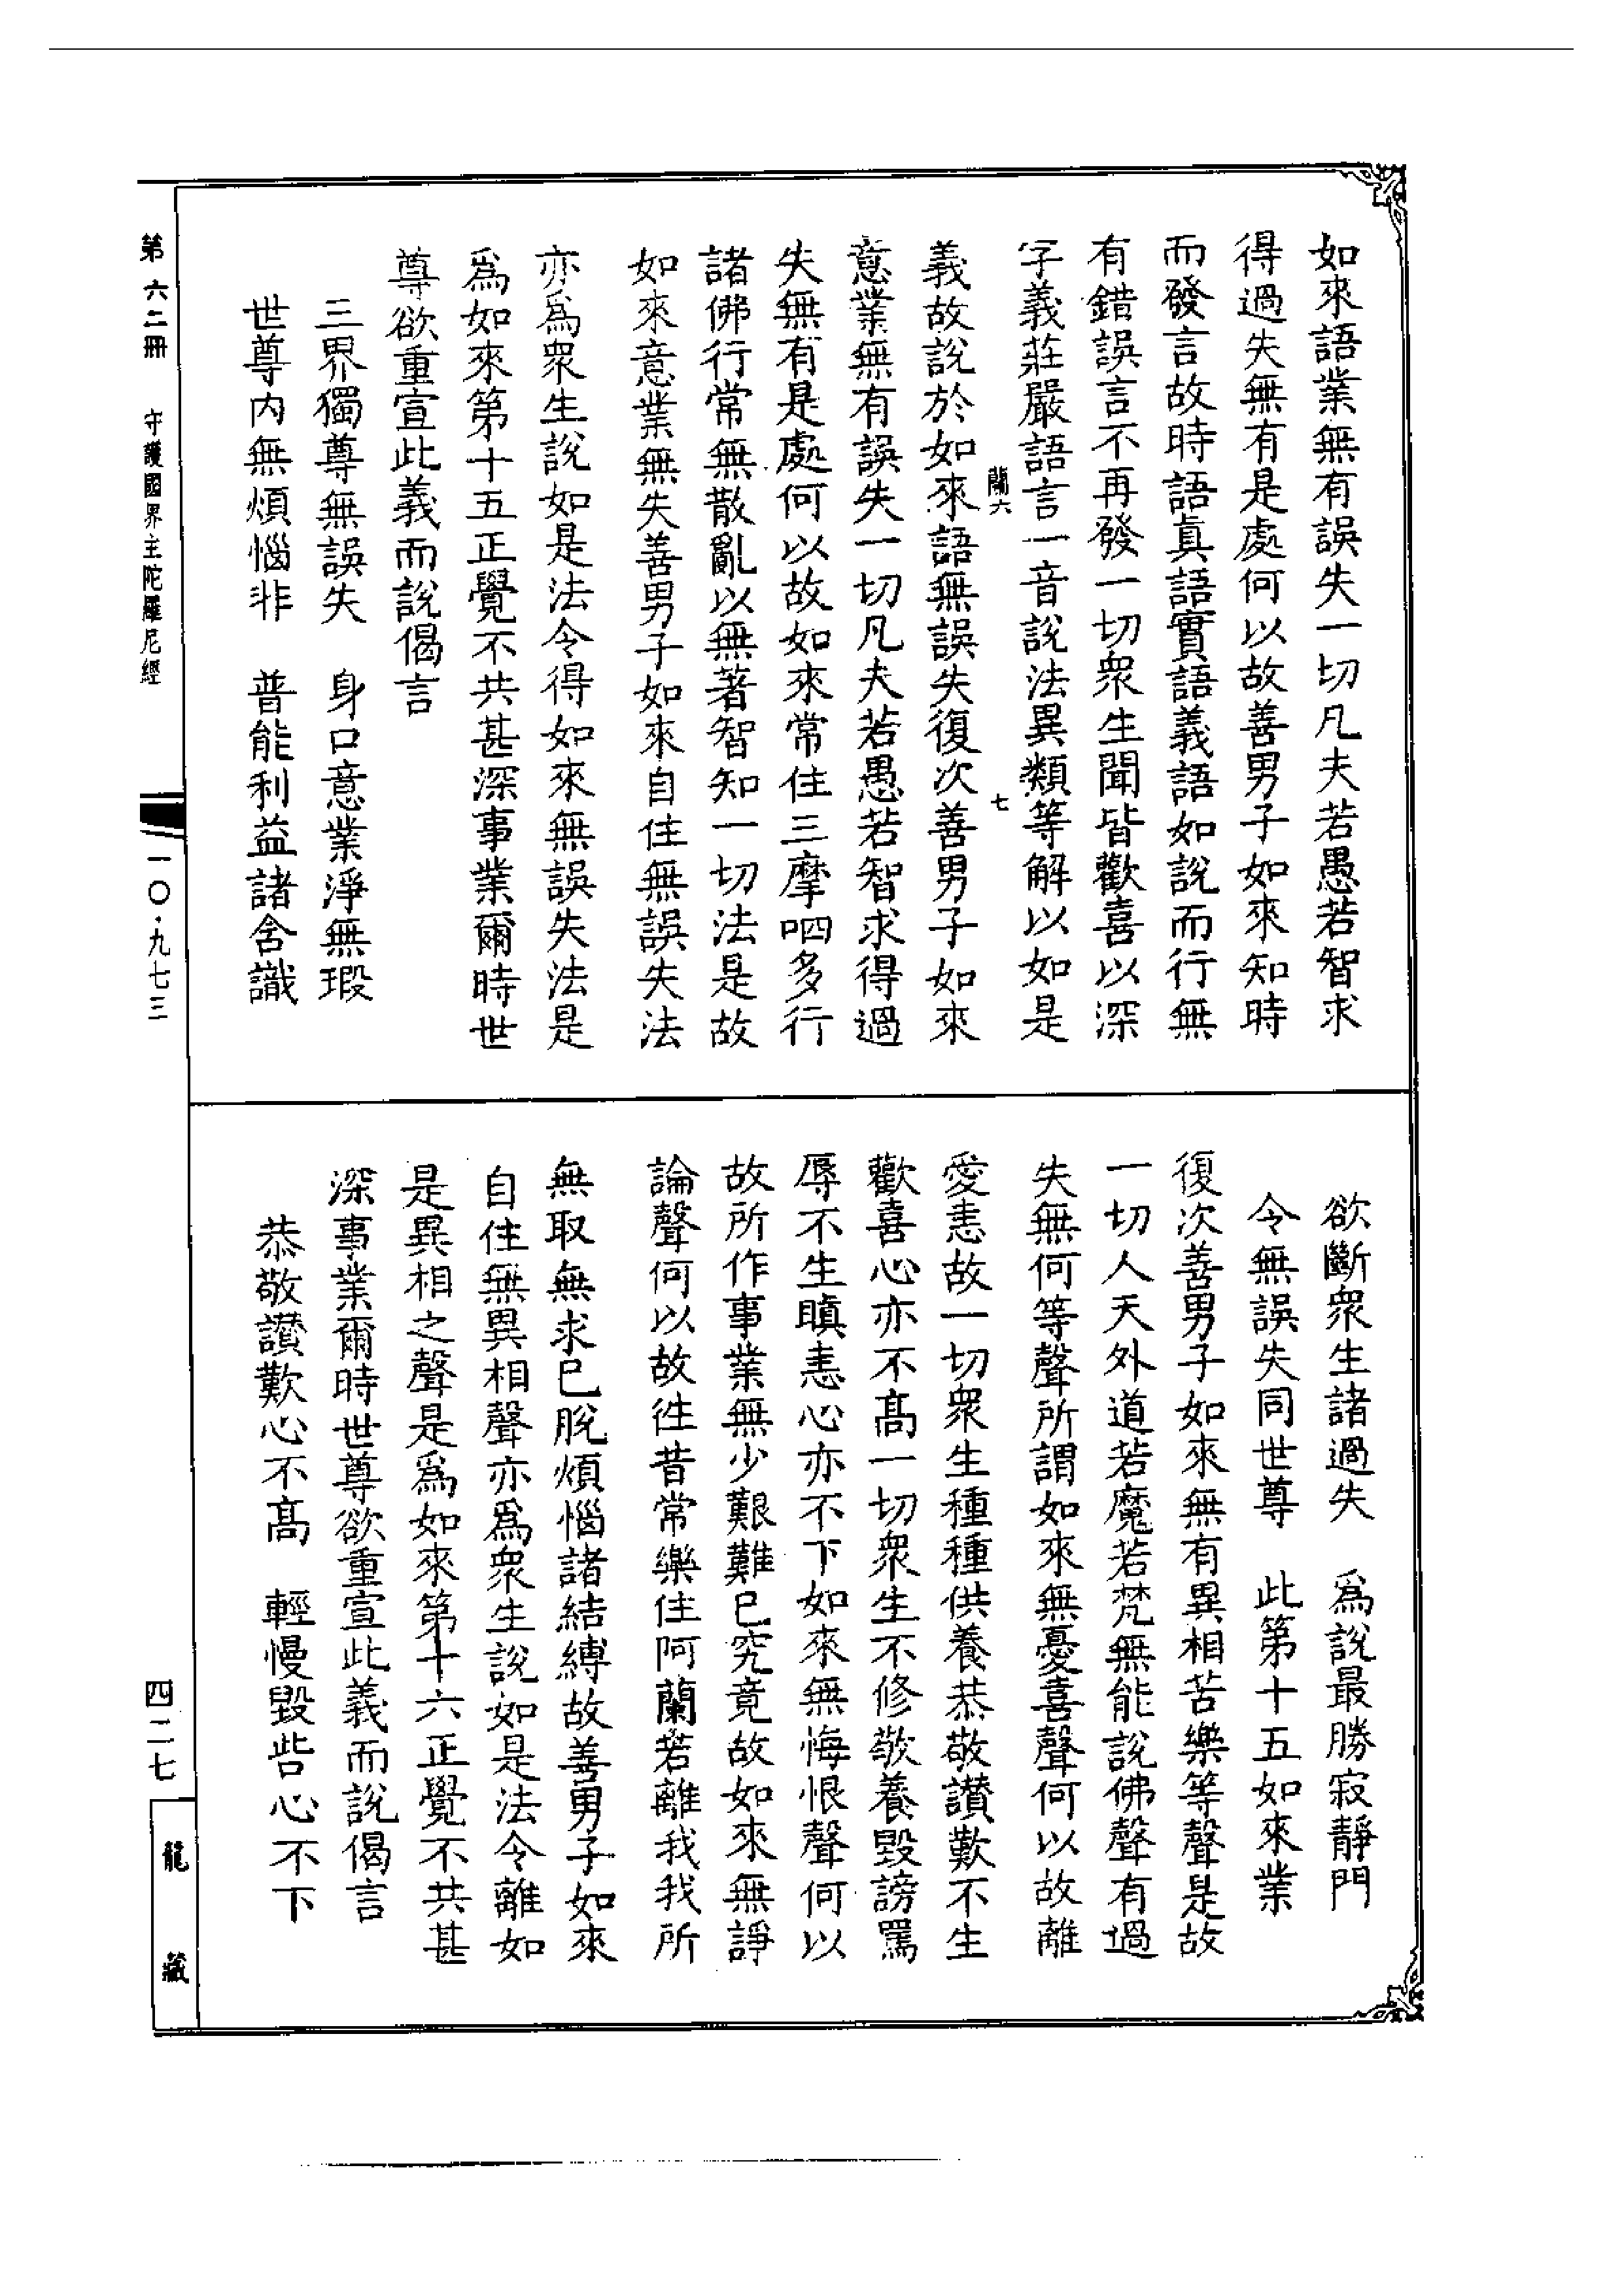 如來語業無有誤失一切凡夫若愚若智求
得過失無有是處何以故善男子如來知時
而發言故時語真語實語義語如說而行無
有錯誤言不再發一切衆生聞皆歡喜以深
字義莊嚴語言一音說法異類等解以如是
蘭六 七
義故說於如來語無誤失復次善男子如來
意業無有誤失一切凡夫若愚若智求得過
失無有是處何以故如來常住三摩呬多行
諸佛行常無散亂以無著智知一切法是故
如來意業無失善男子如來自住無誤失法
亦爲衆生說如是法令得如來無誤失法是
爲如來第十五正覺不共甚深事業爾時世
尊欲重宣此義而說偈言
三界獨尊無誤失 身口意業淨無瑕
世尊内無煩惱非 普能利益諸含識
欲斷衆生諸過失 爲說最勝寂靜門
令無誤失同世尊 此第十五如來業
復次善男子如來無有異相苦樂等聲是故
一切人天外道若魔若梵無能說佛聲有過
失無何等聲所謂如來無憂喜聲何以故離
愛恚故一切衆生種種供養恭敬讃歎不生
歡喜心亦不髙一切衆生不修敬養毀謗罵
辱不生瞋恚心亦不下如來無悔恨聲何以
故所作事業無少艱難已究竟故如來無諍
論聲何以故徃昔常樂住阿蘭若離我我所
無取無求已脫煩惱諸結縛故善男子如來
自住無異相聲亦爲衆生說如是法令離如
是異相之聲是爲如來第十六正覺不共甚
深事業爾時世尊欲重宣此義而說偈言
恭敬讃歎心不髙 輕慢毀呰心不下
第六二冊 守護國界主陀羅尼經 一〇·九七三 四二七 龍藏